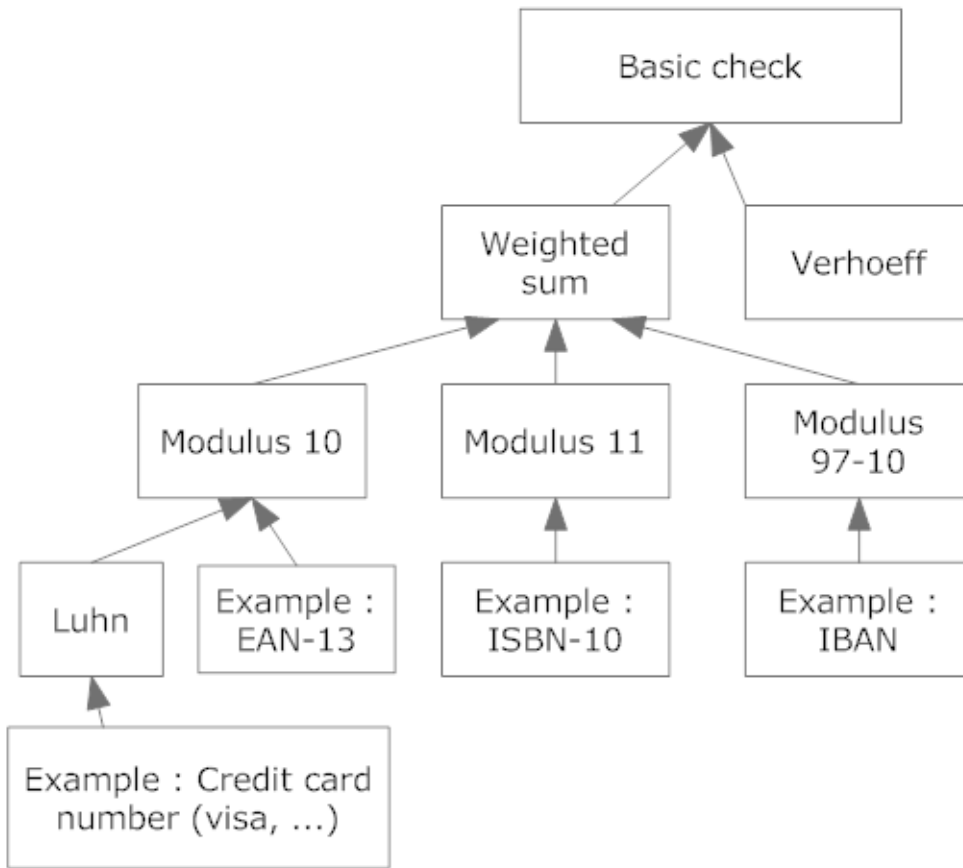 Basic check
Weighted
sum
Verhoeff
Modulus 10
Modulus 11
Modulus
97-10
Luhn
Example :
EAN-13
Example :
ISBN-10
Example :
IBAN
Example : Credit card
number (visa, ...)